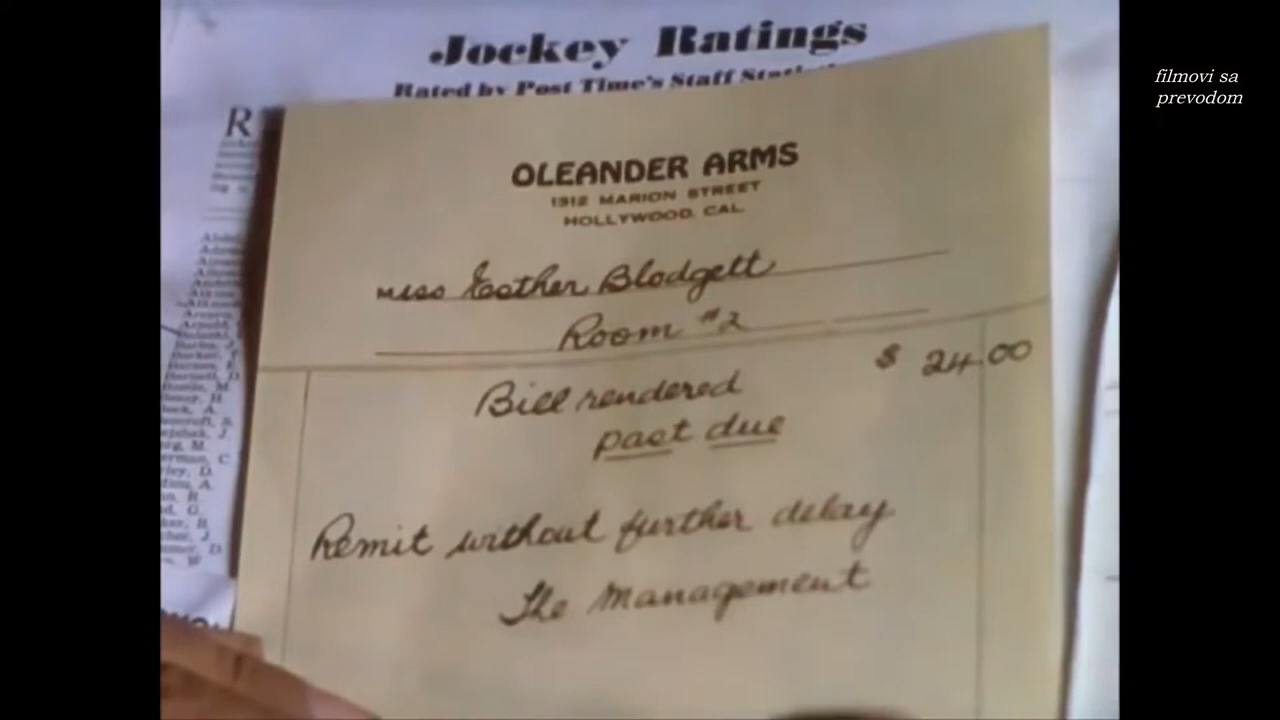 Jockey Ratings
Rated by Post Time's Staff
filmovi sa
prevodom
R
OLEANDER ARMS
1312 MARION STREET
HOLLYWOOD, CAL.
Miss Esther Blodgett
Room #2
$ 24.00
Bill rendered
past due
Remit without further delay
The Management